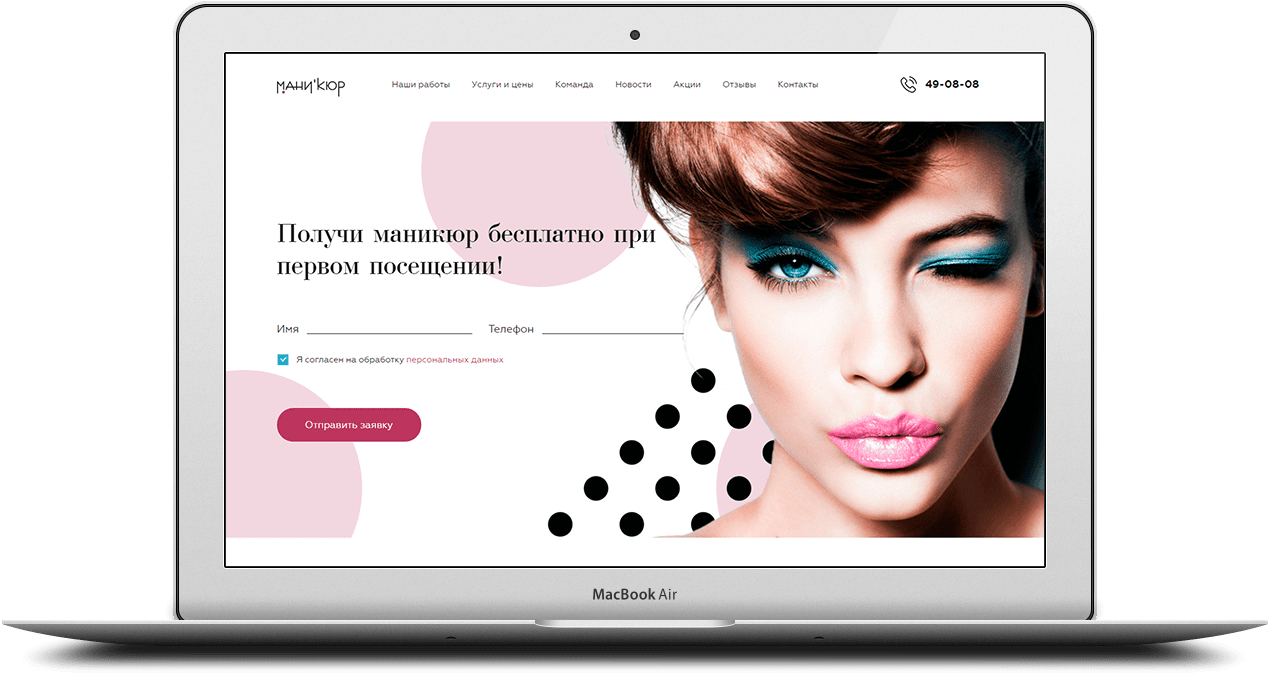 МАНИ'КЮР
Наши работы Услуги и цены Команда Новости Акции Отзывы Контакты
49-08-08
Получи маникюр бесплатно при
первом посещении!
Имя Телефон
Я согласен на обработку персональных данных
Отправить заявку
MacBook Air